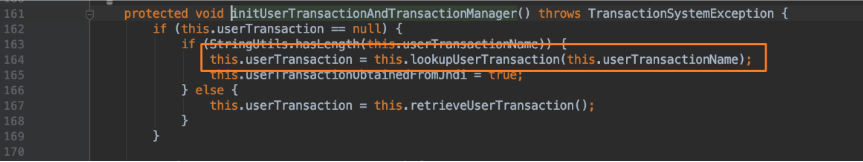 161 protected void initUserTransactionAndTransactionManager() throws TransactionSystemException {
162 if (this.userTransaction == null) {
163 if (StringUtils.hasLength(this.userTransactionName)) {
164 this.userTransaction = this.lookupUserTransaction(this.userTransactionName);
165 this.userTransactionObtainedFromJndi = true;
166 } else {
167 this.userTransaction = this.retrieveUserTransaction();
168 }
169 }
170